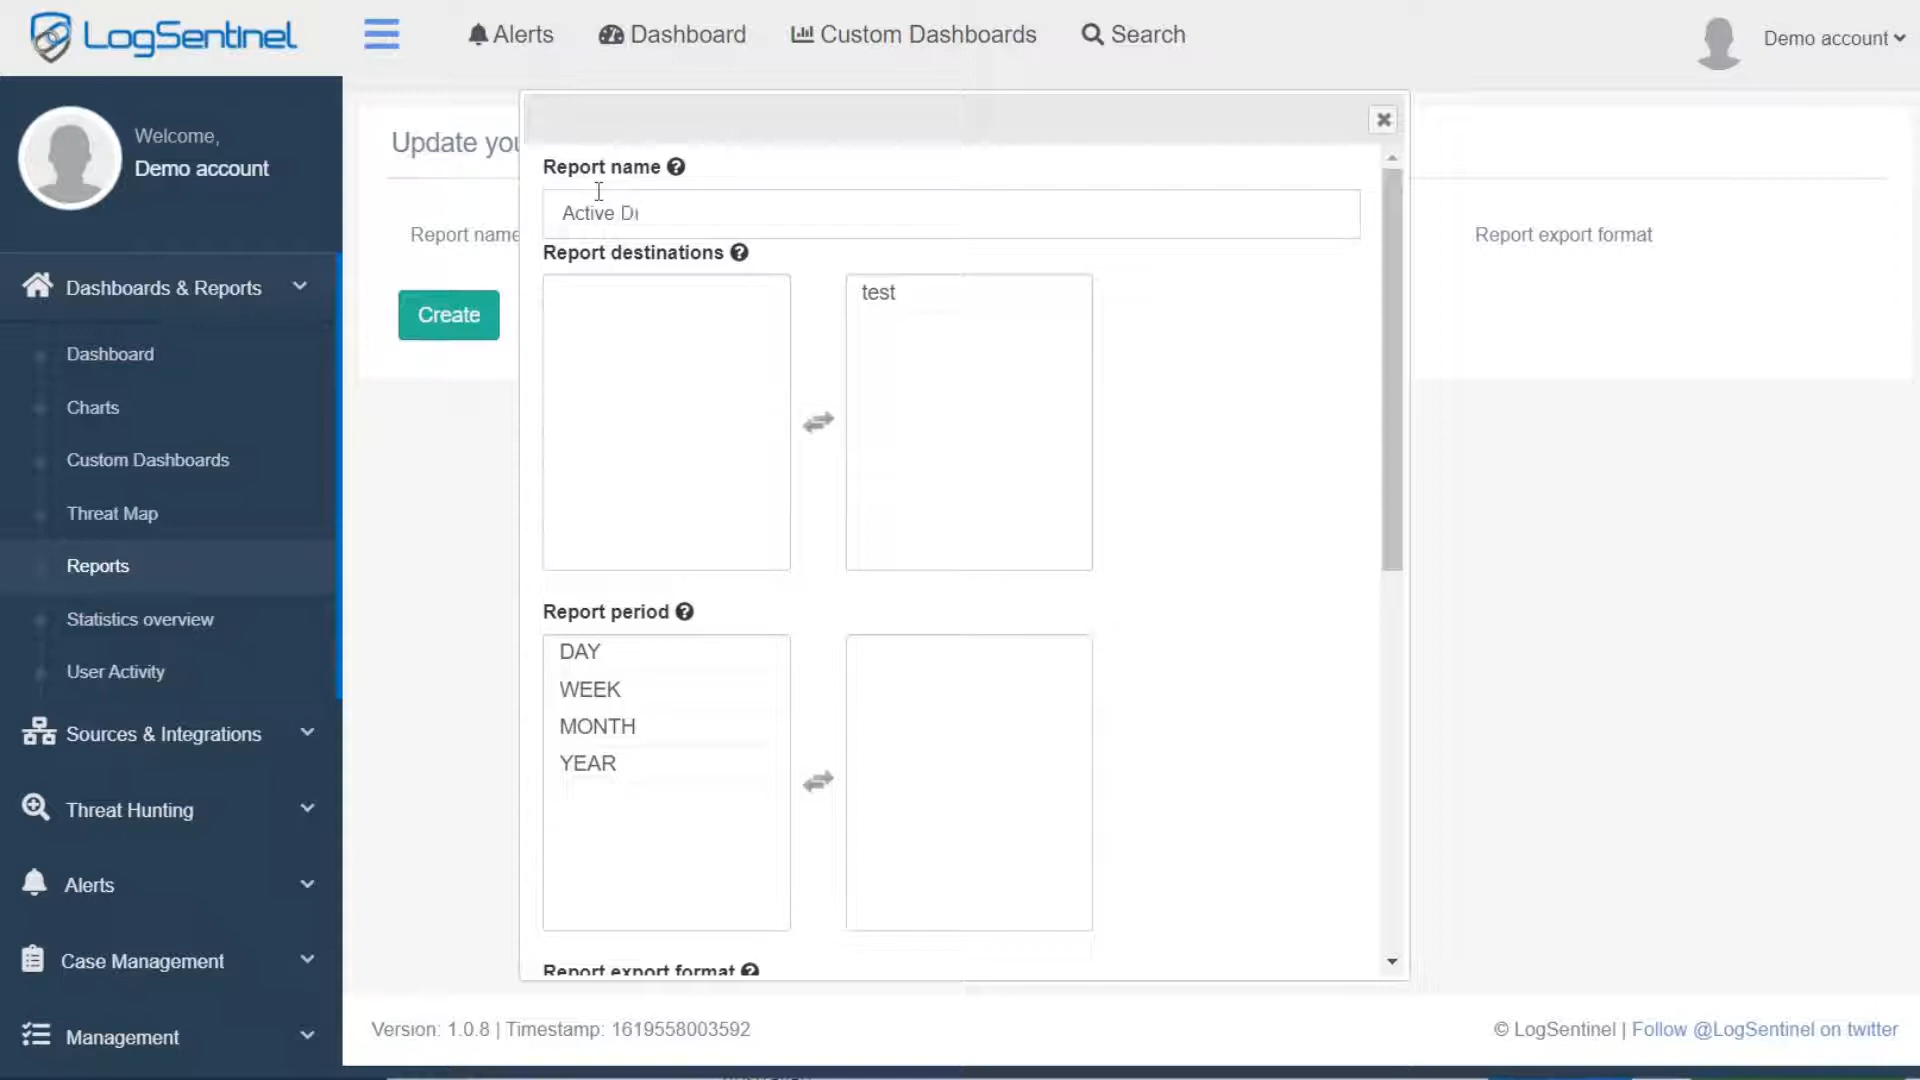 LogSentinel
Alerts
Dashboard
Custom Dashboards
Search
Demo account
Welcome,
Demo account
Dashboards & Reports
Dashboard
Charts
Custom Dashboards
Threat Map
Reports
Statistics overview
User Activity
Sources & Integrations
Threat Hunting
Alerts
Case Management
Management
Update you
Report name
Report export format
Create
Report name
Active Di
Report destinations
test
Report period
DAY
WEEK
MONTH
YEAR
Report export format
Version: 1.0.8 | Timestamp: 1619558003592
© LogSentinel | Follow @LogSentinel on twitter